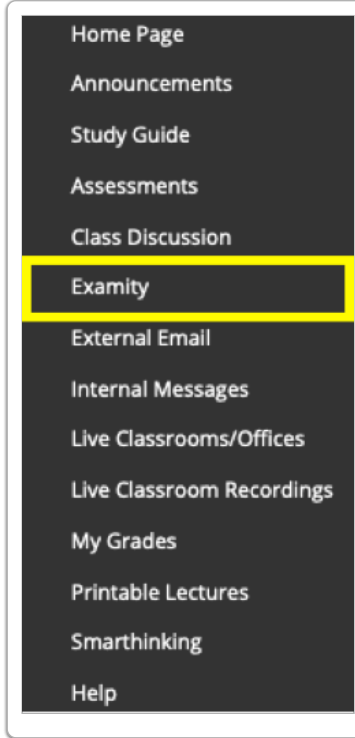 Home Page
Announcements
Study Guide
Assessments
Class Discussion
Examity
External Email
Internal Messages
Live Classrooms/Offices
Live Classroom Recordings
My Grades
Printable Lectures
Smarthinking
Help